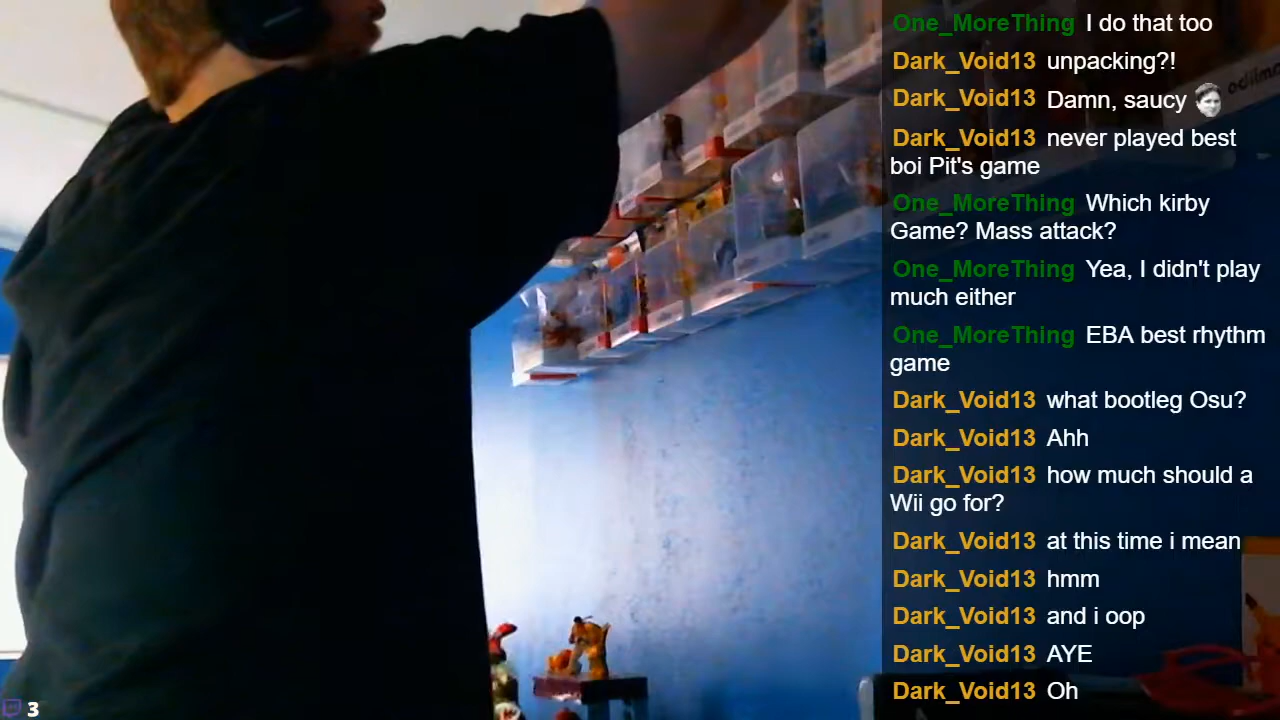 One_MoreThing I do that too
Dark_Void13 unpacking?!
Dark_Void13 Damn, saucy
Dark_Void13 never played best
boi Pit's game
One_MoreThing Which kirby
Game? Mass attack?
One_MoreThing Yea, I didn't play
much either
One_MoreThing EBA best rhythm
game
Dark_Void13 what bootleg Osu?
Dark_Void13 Ahh
Dark_Void13 how much should a
Wii go for?
Dark_Void13 at this time i mean
Dark_Void13 hmm
Dark_Void13 and i oop
Dark_Void13 AYE
Dark_Void13 Oh
3